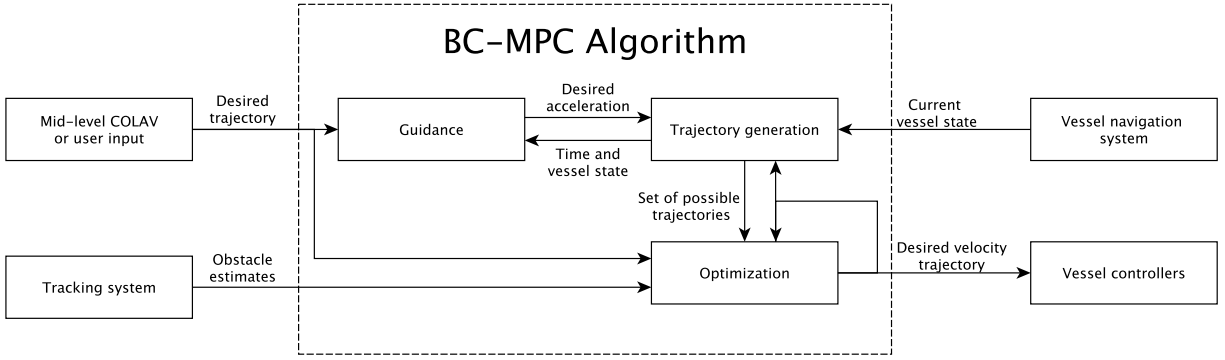 BC-MPC Algorithm
Mid-level COLAV
or user input
Desired
trajectory
Guidance
Desired
acceleration
Time and
vessel state
Trajectory generation
Current
vessel state
Vessel navigation
system
Set of possible
trajectories
Tracking system
Obstacle
estimates
Optimization
Desired velocity
trajectory
Vessel controllers